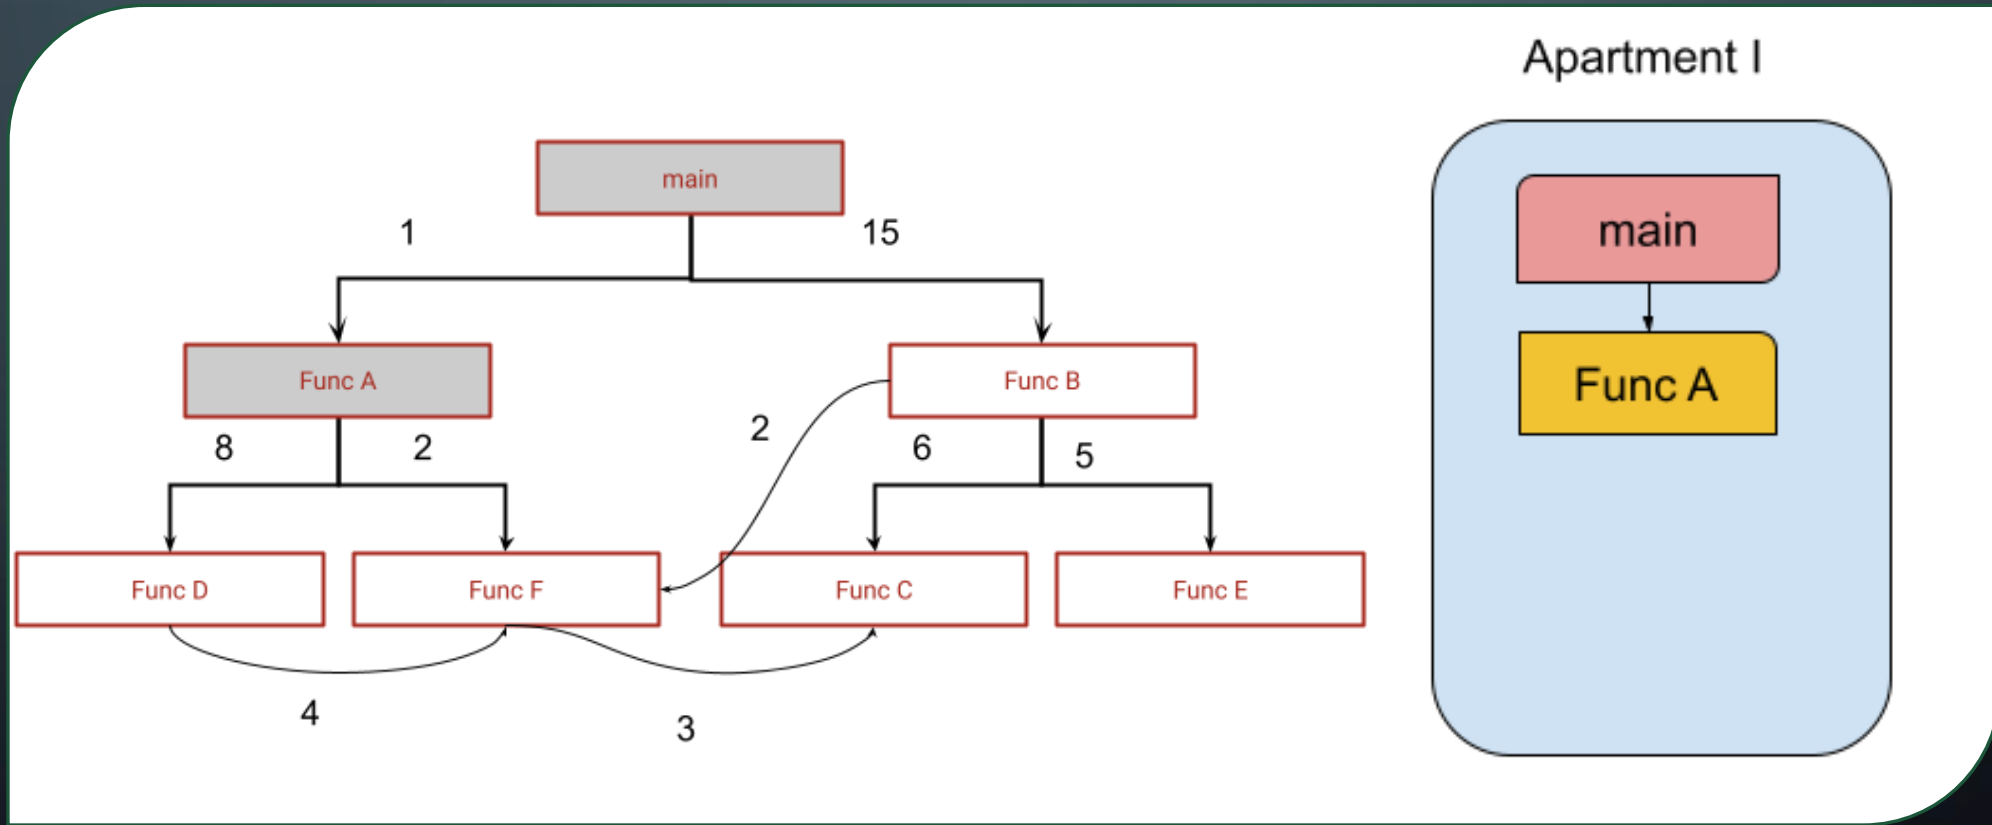 Apartment I
main
1
15
Func A
Func B
8
2
2
6
5
Func D
Func F
Func C
Func E
4
3
main
Func A